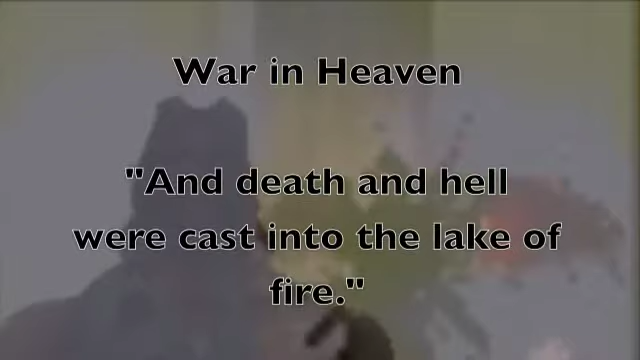 War in Heaven
"And death and hell
were cast into the lake of
fire."